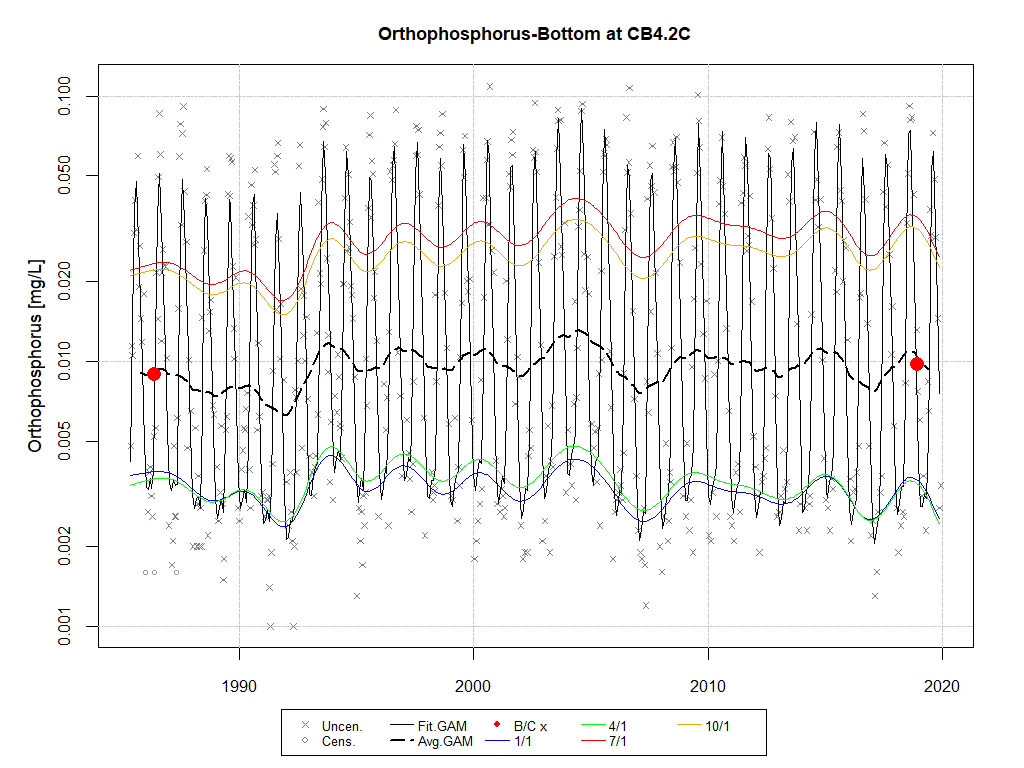 Orthophosphorus-Bottom at CB4.2C
Orthophosphorus [mg/L]
0.100
0.050
0.020
0.010
0.005
0.002
0.001
1990 2000 2010 2020
Uncen. Fit.GAM B/C x 4/1 10/1
Cens. Avg.GAM 1/1 7/1